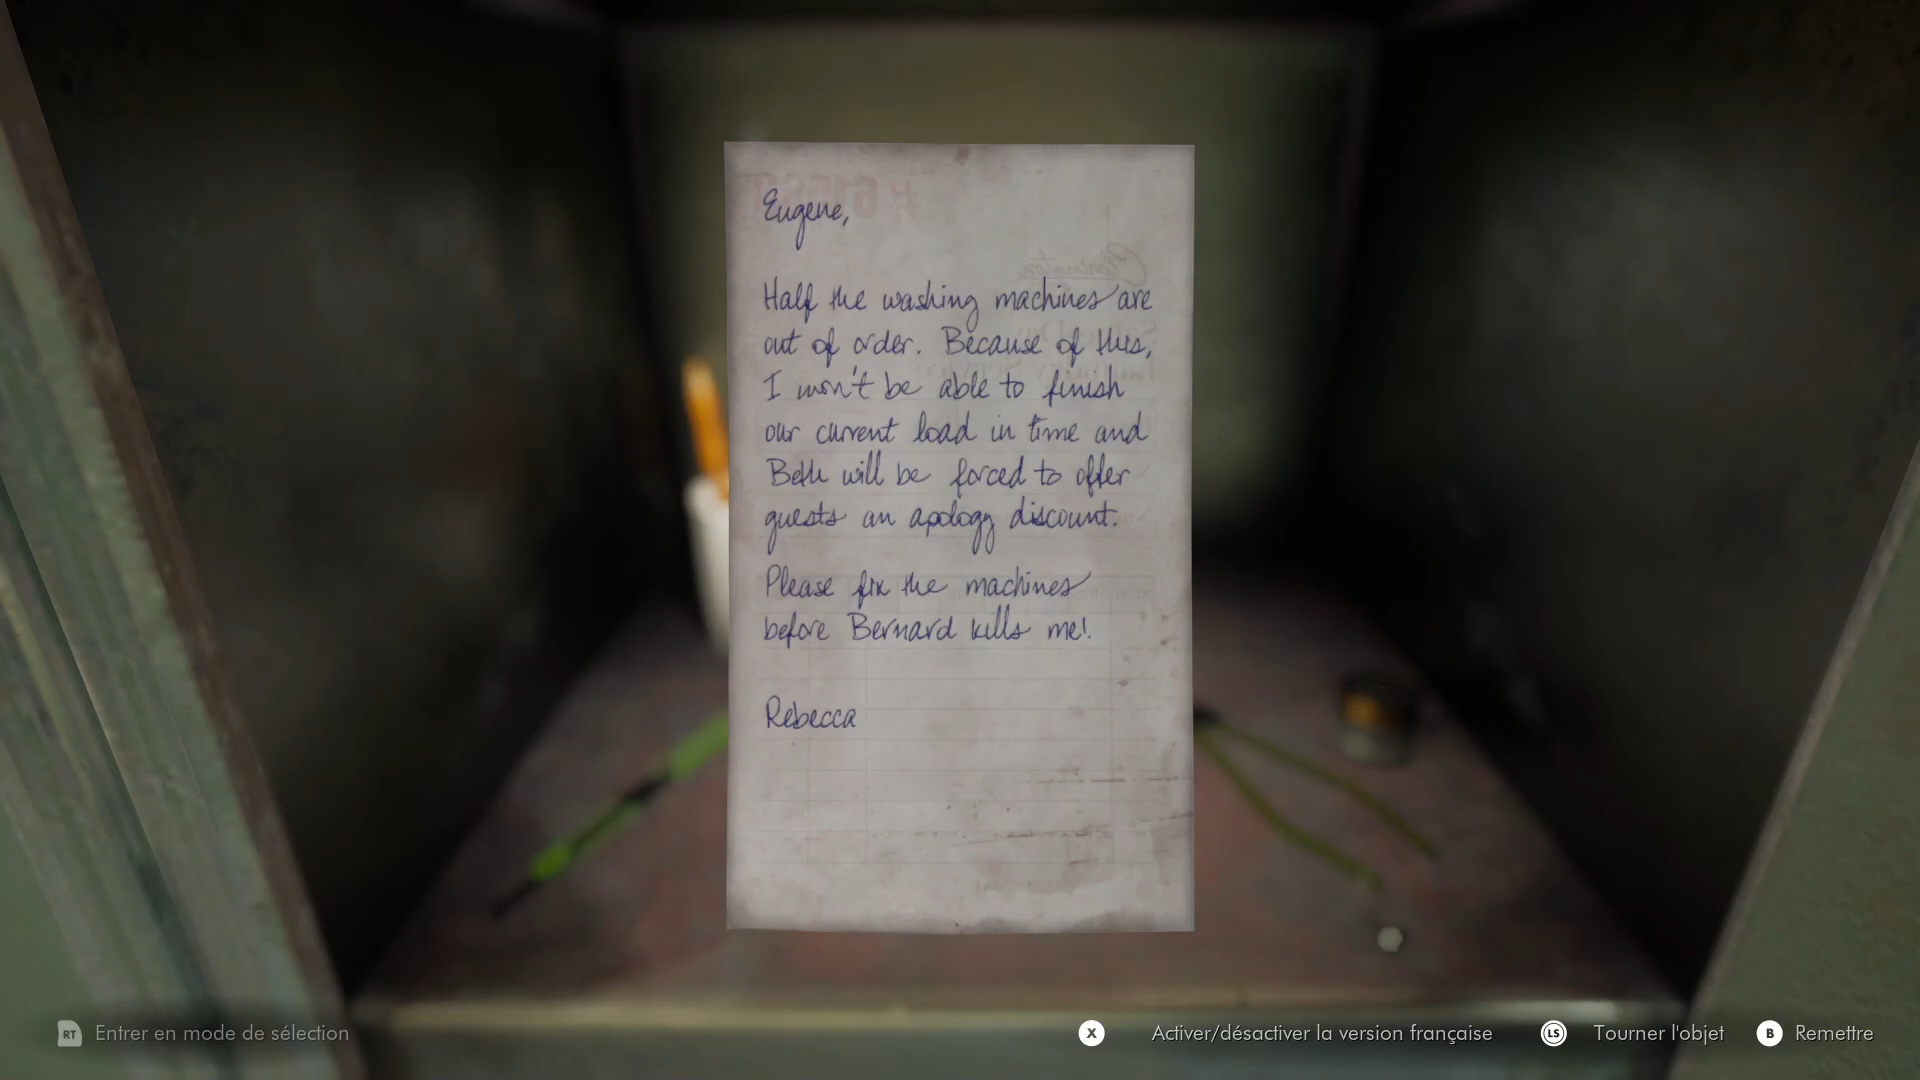 Eugene,
Half the washing machines are
out of order. Because of this,
I won't be able to finish
our current load in time and
Beth will be forced to offer
guests an apology discount.
Please fix the machines
before Bernard kills me!
Rebecca
RT Entrer en mode de sélection
X Activer/désactiver la version française LS Tourner l'objet B Remettre